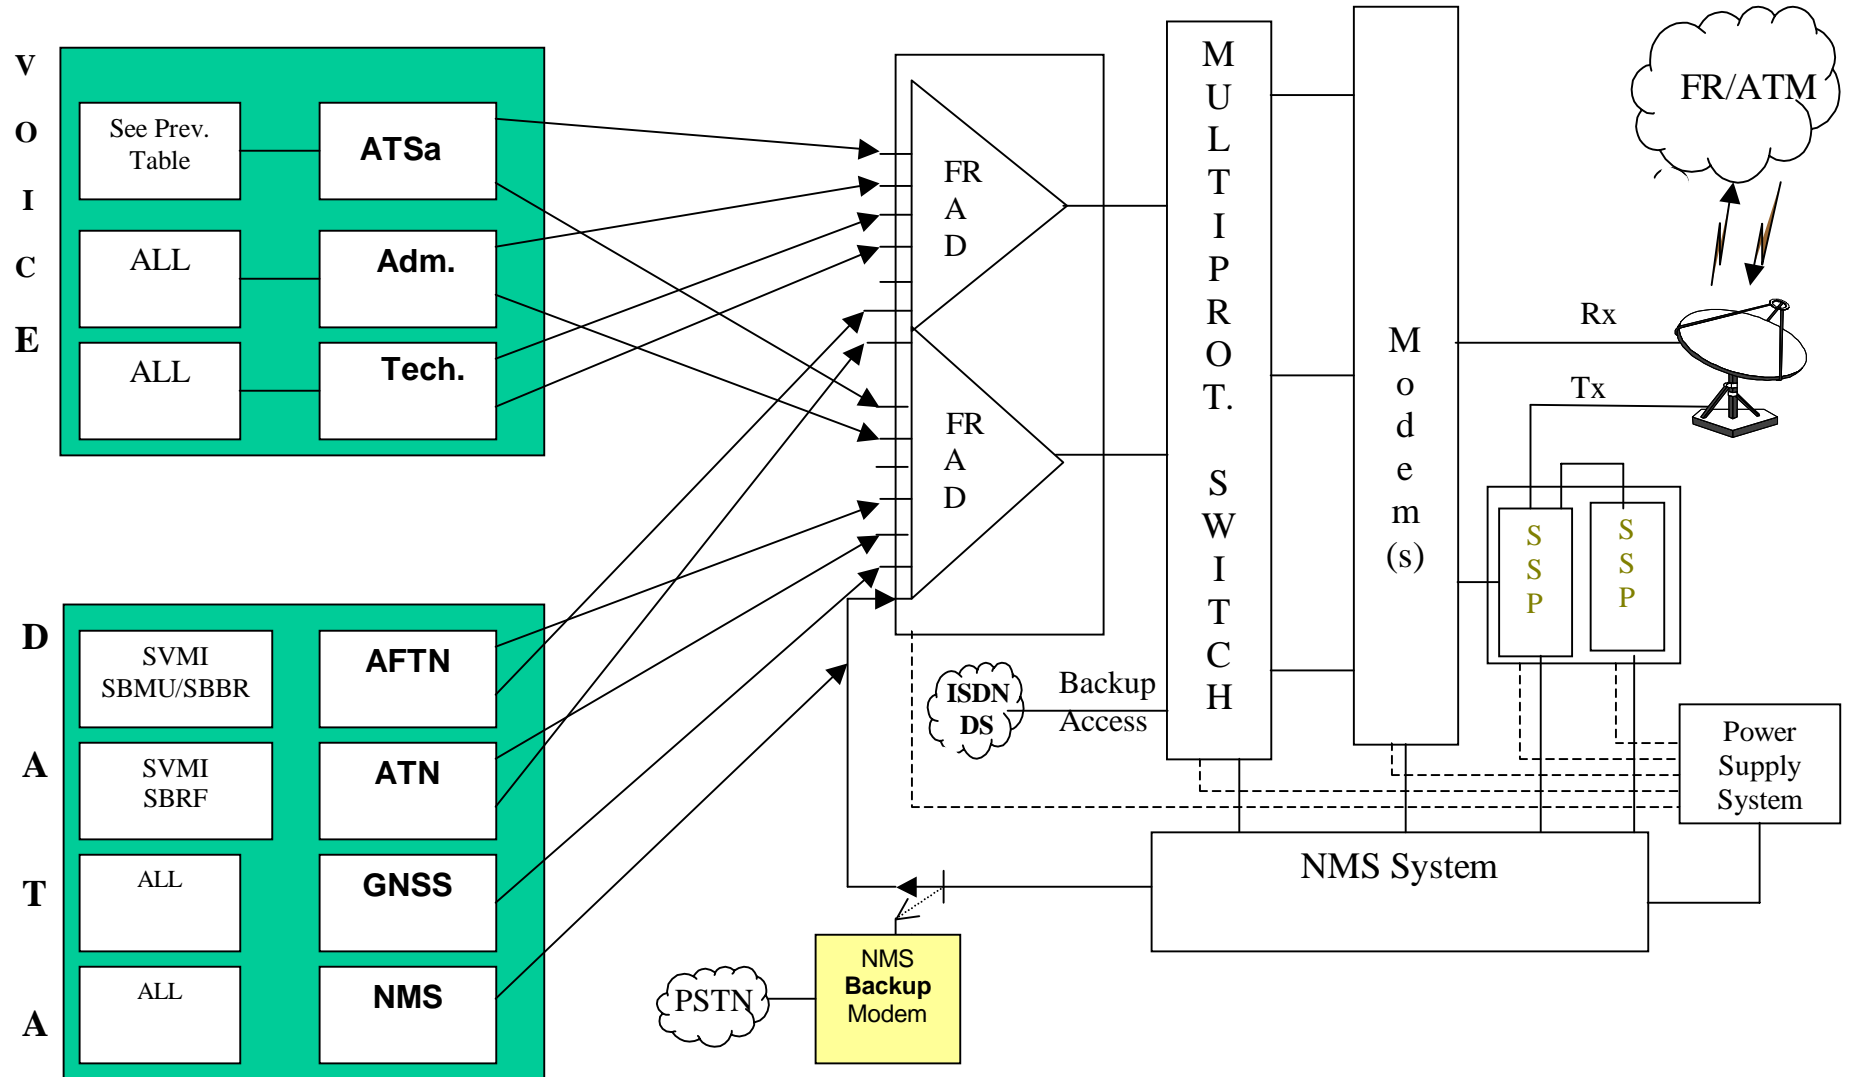 V
O
I
C
E
See Prev.
Table
ATSa
ALL
Adm.
ALL
Tech.
D
A
T
A
SVMI
SBMU/SBBR
AFTN
SVMI
SBRF
ATN
ALL
GNSS
ALL
NMS
FR
A
D
FR
A
D
M
U
L
T
I
P
R
O
T.
S
W
I
T
C
H
ISDN
DS
Backup
Access
M
o
d
e
m
(s)
FR/ATM
Rx
Tx
S
S
P
S
S
P
Power
Supply
System
NMS System
NMS
Backup
Modem
PSTN